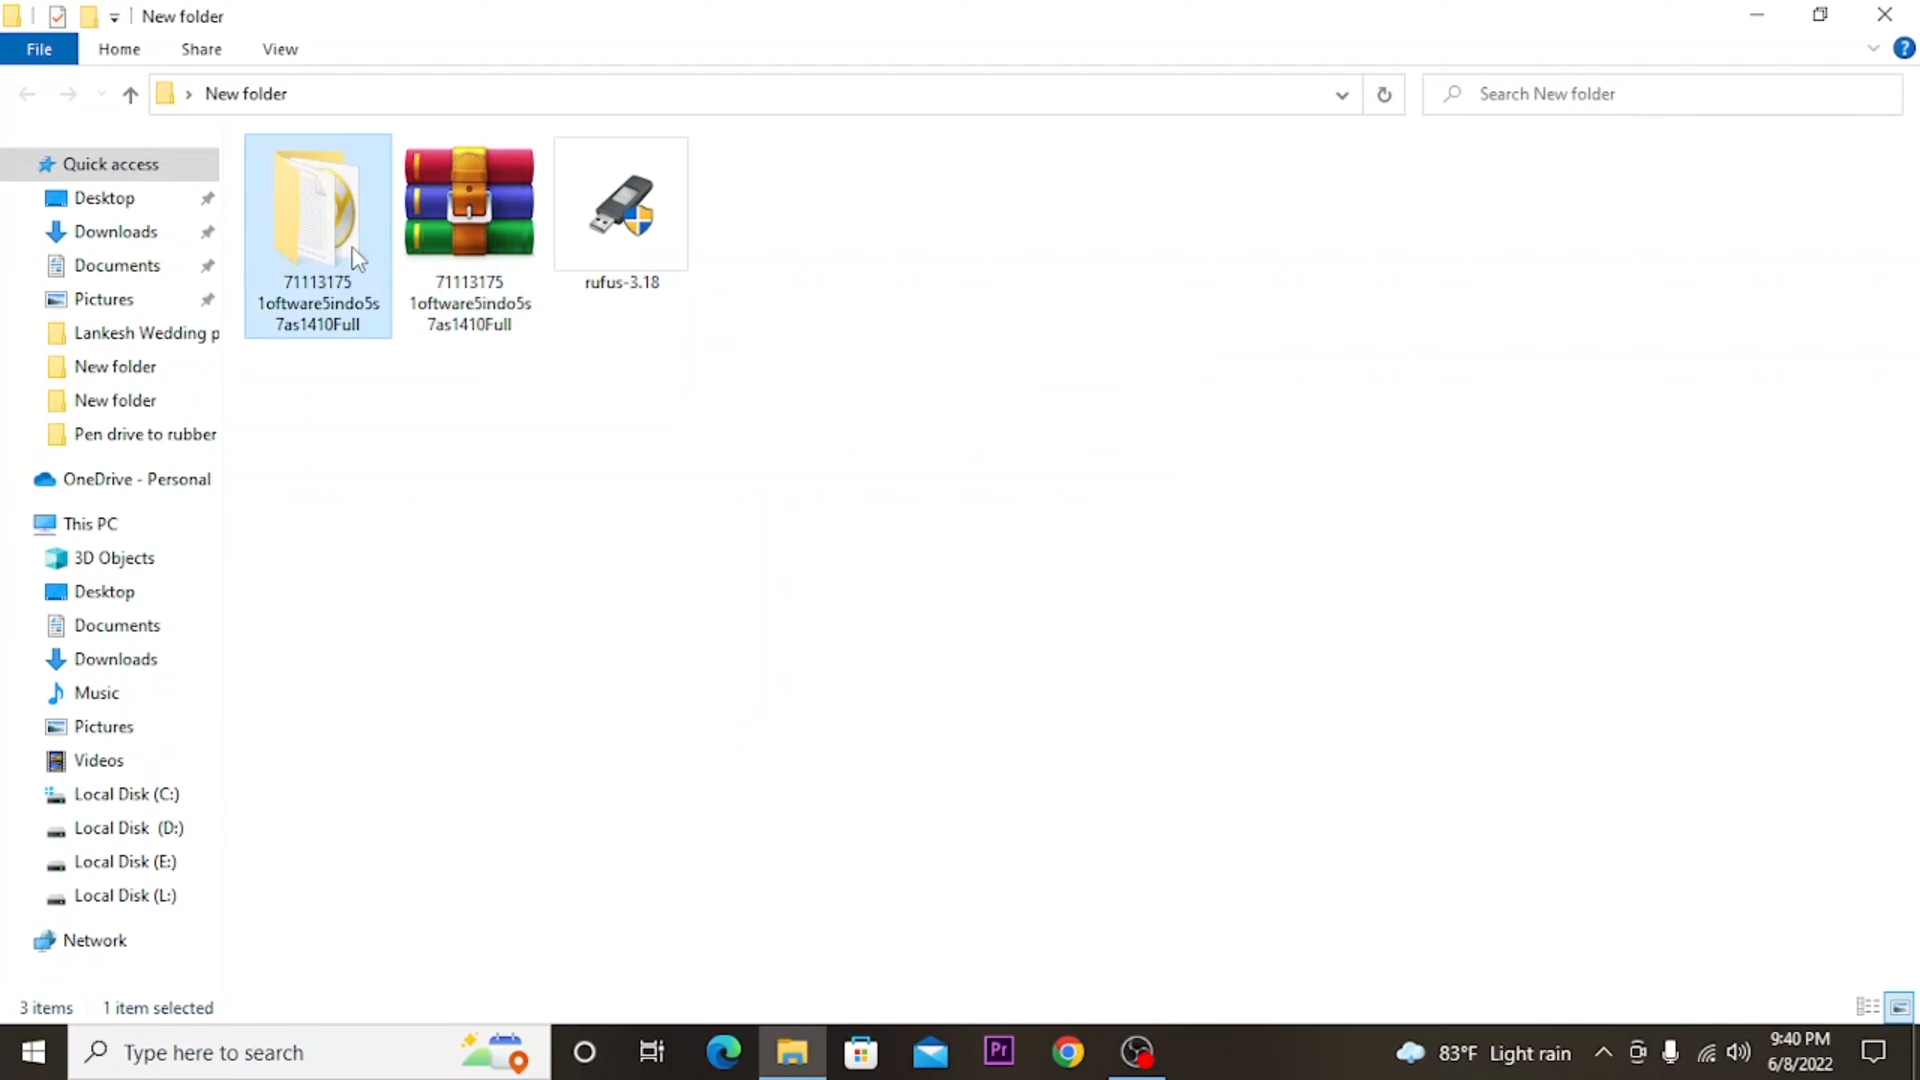 New folder
File Home Share View
New folder
Search New folder
Quick access
Desktop
Downloads
Documents
Pictures
Lankesh Wedding p
New folder
New folder
Pen drive to rubber
OneDrive - Personal
This PC
3D Objects
Desktop
Documents
Downloads
Music
Pictures
Videos
Local Disk (C:)
Local Disk (D:)
Local Disk (E:)
Local Disk (L:)
Network
71113175
1oftware5indo5s
7as1410Full
71113175
1oftware5indo5s
7as1410Full
rufus-3.18
3 items 1 item selected
Type here to search
Pr
83°F Light rain
9:40 PM
6/8/2022